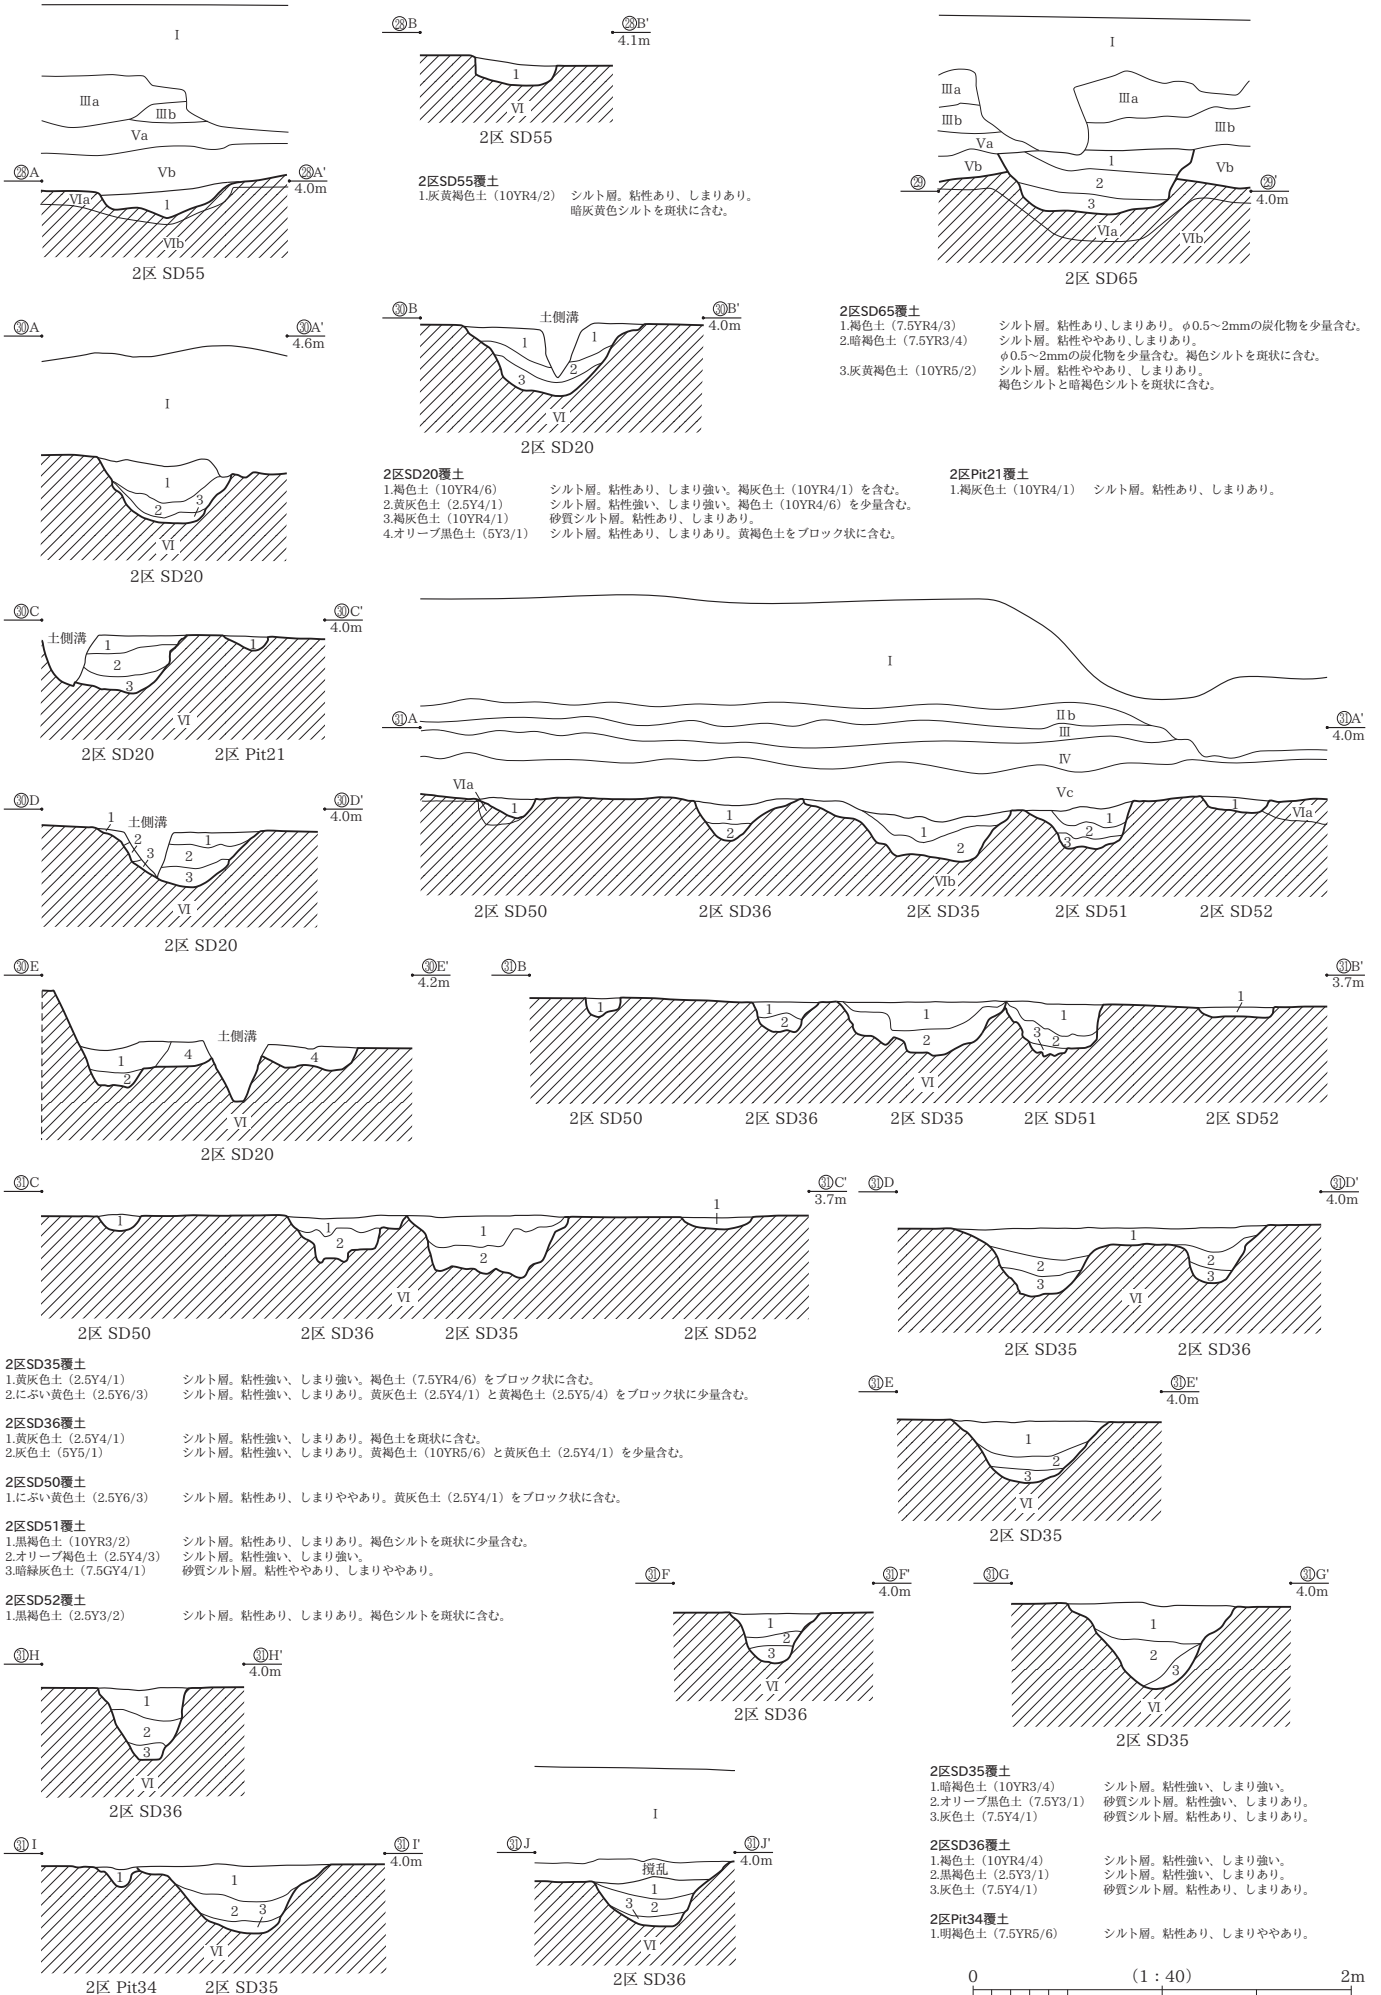 I
Ⅲa
Ⅲb
Va
Vb
㉘A
㉘A'
4.0m
Ⅵa
1
Ⅵb
2区 SD55
㉘B
㉘B'
4.1m
1
Ⅵ
2区 SD55
2区SD55覆土
1.灰黄褐色土（10YR4/2） シルト層。粘性あり、しまりあり。
暗灰黄色シルトを斑状に含む。
I
Ⅲa
Ⅲa
Ⅲb
Ⅲb
Va
Vb
Vb
1
2
3
㉙
㉙'
4.0m
Ⅵa
Ⅵb
2区 SD65
2区SD65覆土
1.褐色土（7.5YR4/3） シルト層。粘性あり、しまりあり。φ0.5〜2mmの炭化物を少量含む。
2.暗褐色土（7.5YR3/4） シルト層。粘性ややあり、しまりあり。
φ0.5〜2mmの炭化物を少量含む。褐色シルトを斑状に含む。
3.灰黄褐色土（10YR5/2） シルト層。粘性ややあり、しまりあり。
褐色シルトと暗褐色シルトを斑状に含む。
㉚A
㉚A'
4.6m
I
1
2
3
Ⅵ
2区 SD20
㉚B
㉚B'
4.0m
土側溝
1
1
2
3
Ⅵ
2区 SD20
2区SD20覆土
1.褐色土（10YR4/6） シルト層。粘性あり、しまり強い。褐灰色土（10YR4/1）を含む。
2.黄灰色土（2.5Y4/1） シルト層。粘性強い、しまり強い。褐色土（10YR4/6）を少量含む。
3.褐灰色土（10YR4/1） 砂質シルト層。粘性あり、しまりあり。
4.オリーブ黒色土（5Y3/1） シルト層。粘性あり、しまりあり。黄褐色土をブロック状に含む。
2区Pit21覆土
1.褐灰色土（10YR4/1） シルト層。粘性あり、しまりあり。
㉚C
㉚C'
4.0m
土側溝
1
2
3
1
Ⅵ
2区 SD20 2区 Pit21
㉛A
㉛A'
4.0m
I
Ⅱb
Ⅲ
Ⅳ
Vc
Ⅵa
1
1
2
1
2
1
2
3
1
Ⅵa
Ⅵb
2区 SD50 2区 SD36 2区 SD35 2区 SD51 2区 SD52
㉚D
㉚D'
4.0m
土側溝
1
2
3
1
2
3
Ⅵ
2区 SD20
㉚E
㉚E'
4.2m
土側溝
1
2
4
4
Ⅵ
2区 SD20
㉛B
㉛B'
3.7m
1
1
2
1
2
1
3
2
1
Ⅵ
2区 SD50 2区 SD36 2区 SD35 2区 SD51 2区 SD52
㉛C
㉛C'
3.7m
1
1
2
1
2
1
Ⅵ
2区 SD50 2区 SD36 2区 SD35 2区 SD52
㉛D
㉛D'
4.0m
1
2
3
2
3
Ⅵ
2区 SD35 2区 SD36
2区SD35覆土
1.黄灰色土（2.5Y4/1） シルト層。粘性強い、しまり強い。褐色土（7.5YR4/6）をブロック状に含む。
2.にぶい黄色土（2.5Y6/3） シルト層。粘性強い、しまりあり。黄灰色土（2.5Y4/1）と黄褐色土（2.5Y5/4）をブロック状に少量含む。
2区SD36覆土
1.黄灰色土（2.5Y4/1） シルト層。粘性強い、しまりあり。褐色土を斑状に含む。
2.灰色土（5Y5/1） シルト層。粘性強い、しまりあり。黄褐色土（10YR5/6）と黄灰色土（2.5Y4/1）を少量含む。
2区SD50覆土
1.にぶい黄色土（2.5Y6/3） シルト層。粘性あり、しまりややあり。黄灰色土（2.5Y4/1）をブロック状に含む。
2区SD51覆土
1.黒褐色土（10YR3/2） シルト層。粘性あり、しまりあり。褐色シルトを斑状に少量含む。
2.オリーブ褐色土（2.5Y4/3） シルト層。粘性強い、しまり強い。
3.暗緑灰色土（7.5GY4/1） 砂質シルト層。粘性ややあり、しまりややあり。
2区SD52覆土
1.黒褐色土（2.5Y3/2） シルト層。粘性あり、しまりあり。褐色シルトを斑状に含む。
㉛E
㉛E'
4.0m
1
2
3
Ⅵ
2区 SD35
㉛F
㉛F'
4.0m
1
2
3
Ⅵ
2区 SD36
㉛G
㉛G'
4.0m
1
2
3
Ⅵ
2区 SD35
㉛H
㉛H'
4.0m
1
2
3
Ⅵ
2区 SD36
㉛I
㉛I'
4.0m
1
1
2
3
Ⅵ
2区 Pit34 2区 SD35
I
㉛J
㉛J'
4.0m
撹乱
1
3
2
Ⅵ
2区 SD36
2区SD35覆土
1.暗褐色土（10YR3/4） シルト層。粘性強い、しまり強い。
2.オリーブ黒色土（7.5Y3/1） 砂質シルト層。粘性強い、しまりあり。
3.灰色土（7.5Y4/1） 砂質シルト層。粘性あり、しまりあり。
2区SD36覆土
1.褐色土（10YR4/4） シルト層。粘性強い、しまり強い。
2.黒褐色土（2.5Y3/1） シルト層。粘性強い、しまりあり。
3.灰色土（7.5Y4/1） 砂質シルト層。粘性あり、しまりあり。
2区Pit34覆土
1.明褐色土（7.5YR5/6） シルト層。粘性あり、しまりややあり。
0 （1：40） 2m